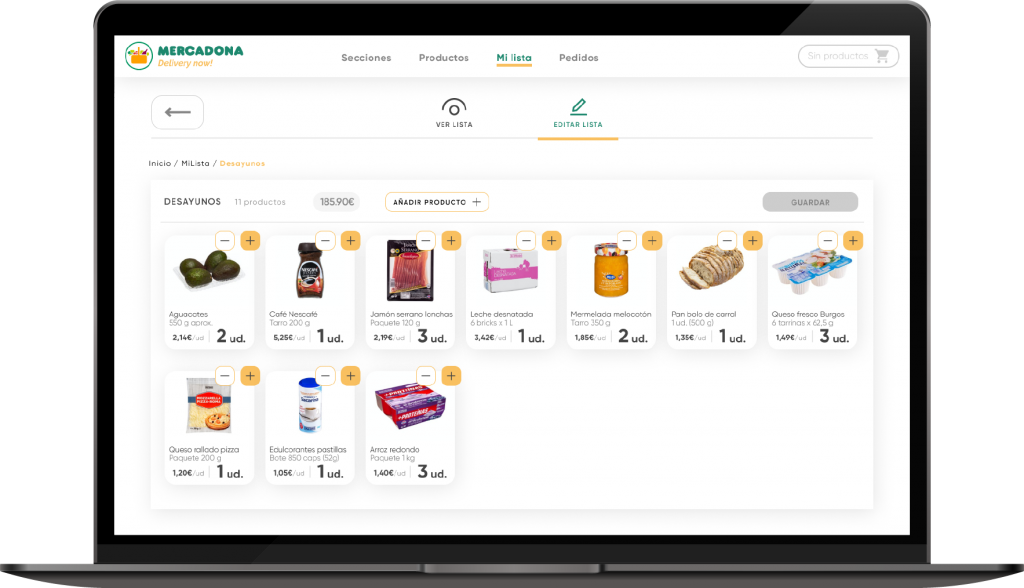 MERCADONA
Delivery now!
Secciones
Productos
Mi lista
Pedidos
Sin productos
VER LISTA
EDITAR LISTA
Inicio / MiLista / Desayunos
DESAYUNOS
11 productos
185.90€
AÑADIR PRODUCTO +
GUARDAR
Aguacates
550 g aprox.
2,14€/ud
2 ud.
Café Nescafé
Tarro 200 g
5,25€/ud
1 ud.
Jamón serrano lonchas
Paquete 120 g
2,19€/ud
3 ud.
Leche desnatada
6 bricks x 1 L
3,42€/ud
1 ud.
Mermelada melocotón
Tarro 350 g
1,85€/ud
2 ud.
Pan bola de carral
1 ud. (500 g)
1,35€/ud
1 ud.
Queso fresco Burgos
6 tarrinas x 62,5 g
1,49€/ud
3 ud.
Queso rallado pizza
Paquete 200 g
1,20€/ud
1 ud.
Edulcorantes pastillas
Bote 850 caps (52g)
1,05€/ud
1 ud.
+PROTEÍNAS
Arroz redondo
Paquete 1 kg
1,40€/ud
3 ud.